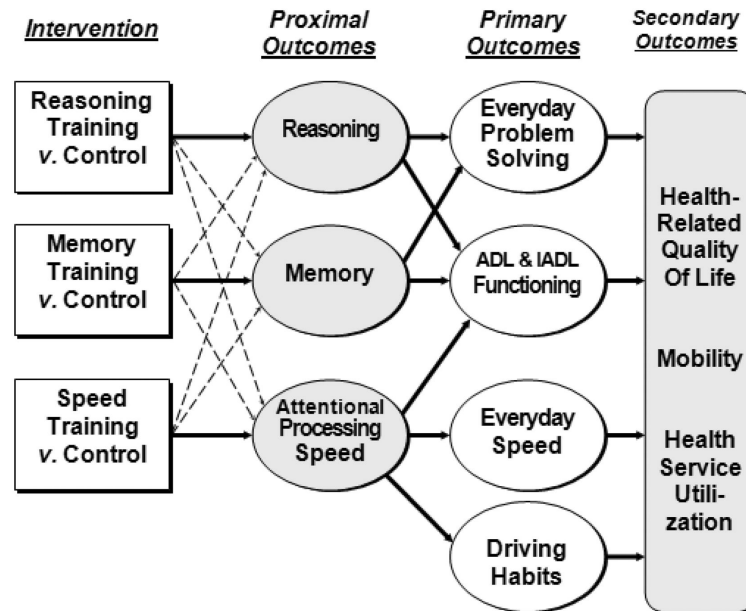 Intervention
Proximal
Outcomes
Primary
Outcomes
Secondary
Outcomes
Reasoning
Training
v. Control
Memory
Training
v. Control
Speed
Training
v. Control
Reasoning
Memory
Attentional
Processing
Speed
Everyday
Problem
Solving
ADL & IADL
Functioning
Everyday
Speed
Driving
Habits
Health-
Related
Quality
Of Life
Mobility
Health
Service
Utili-
zation